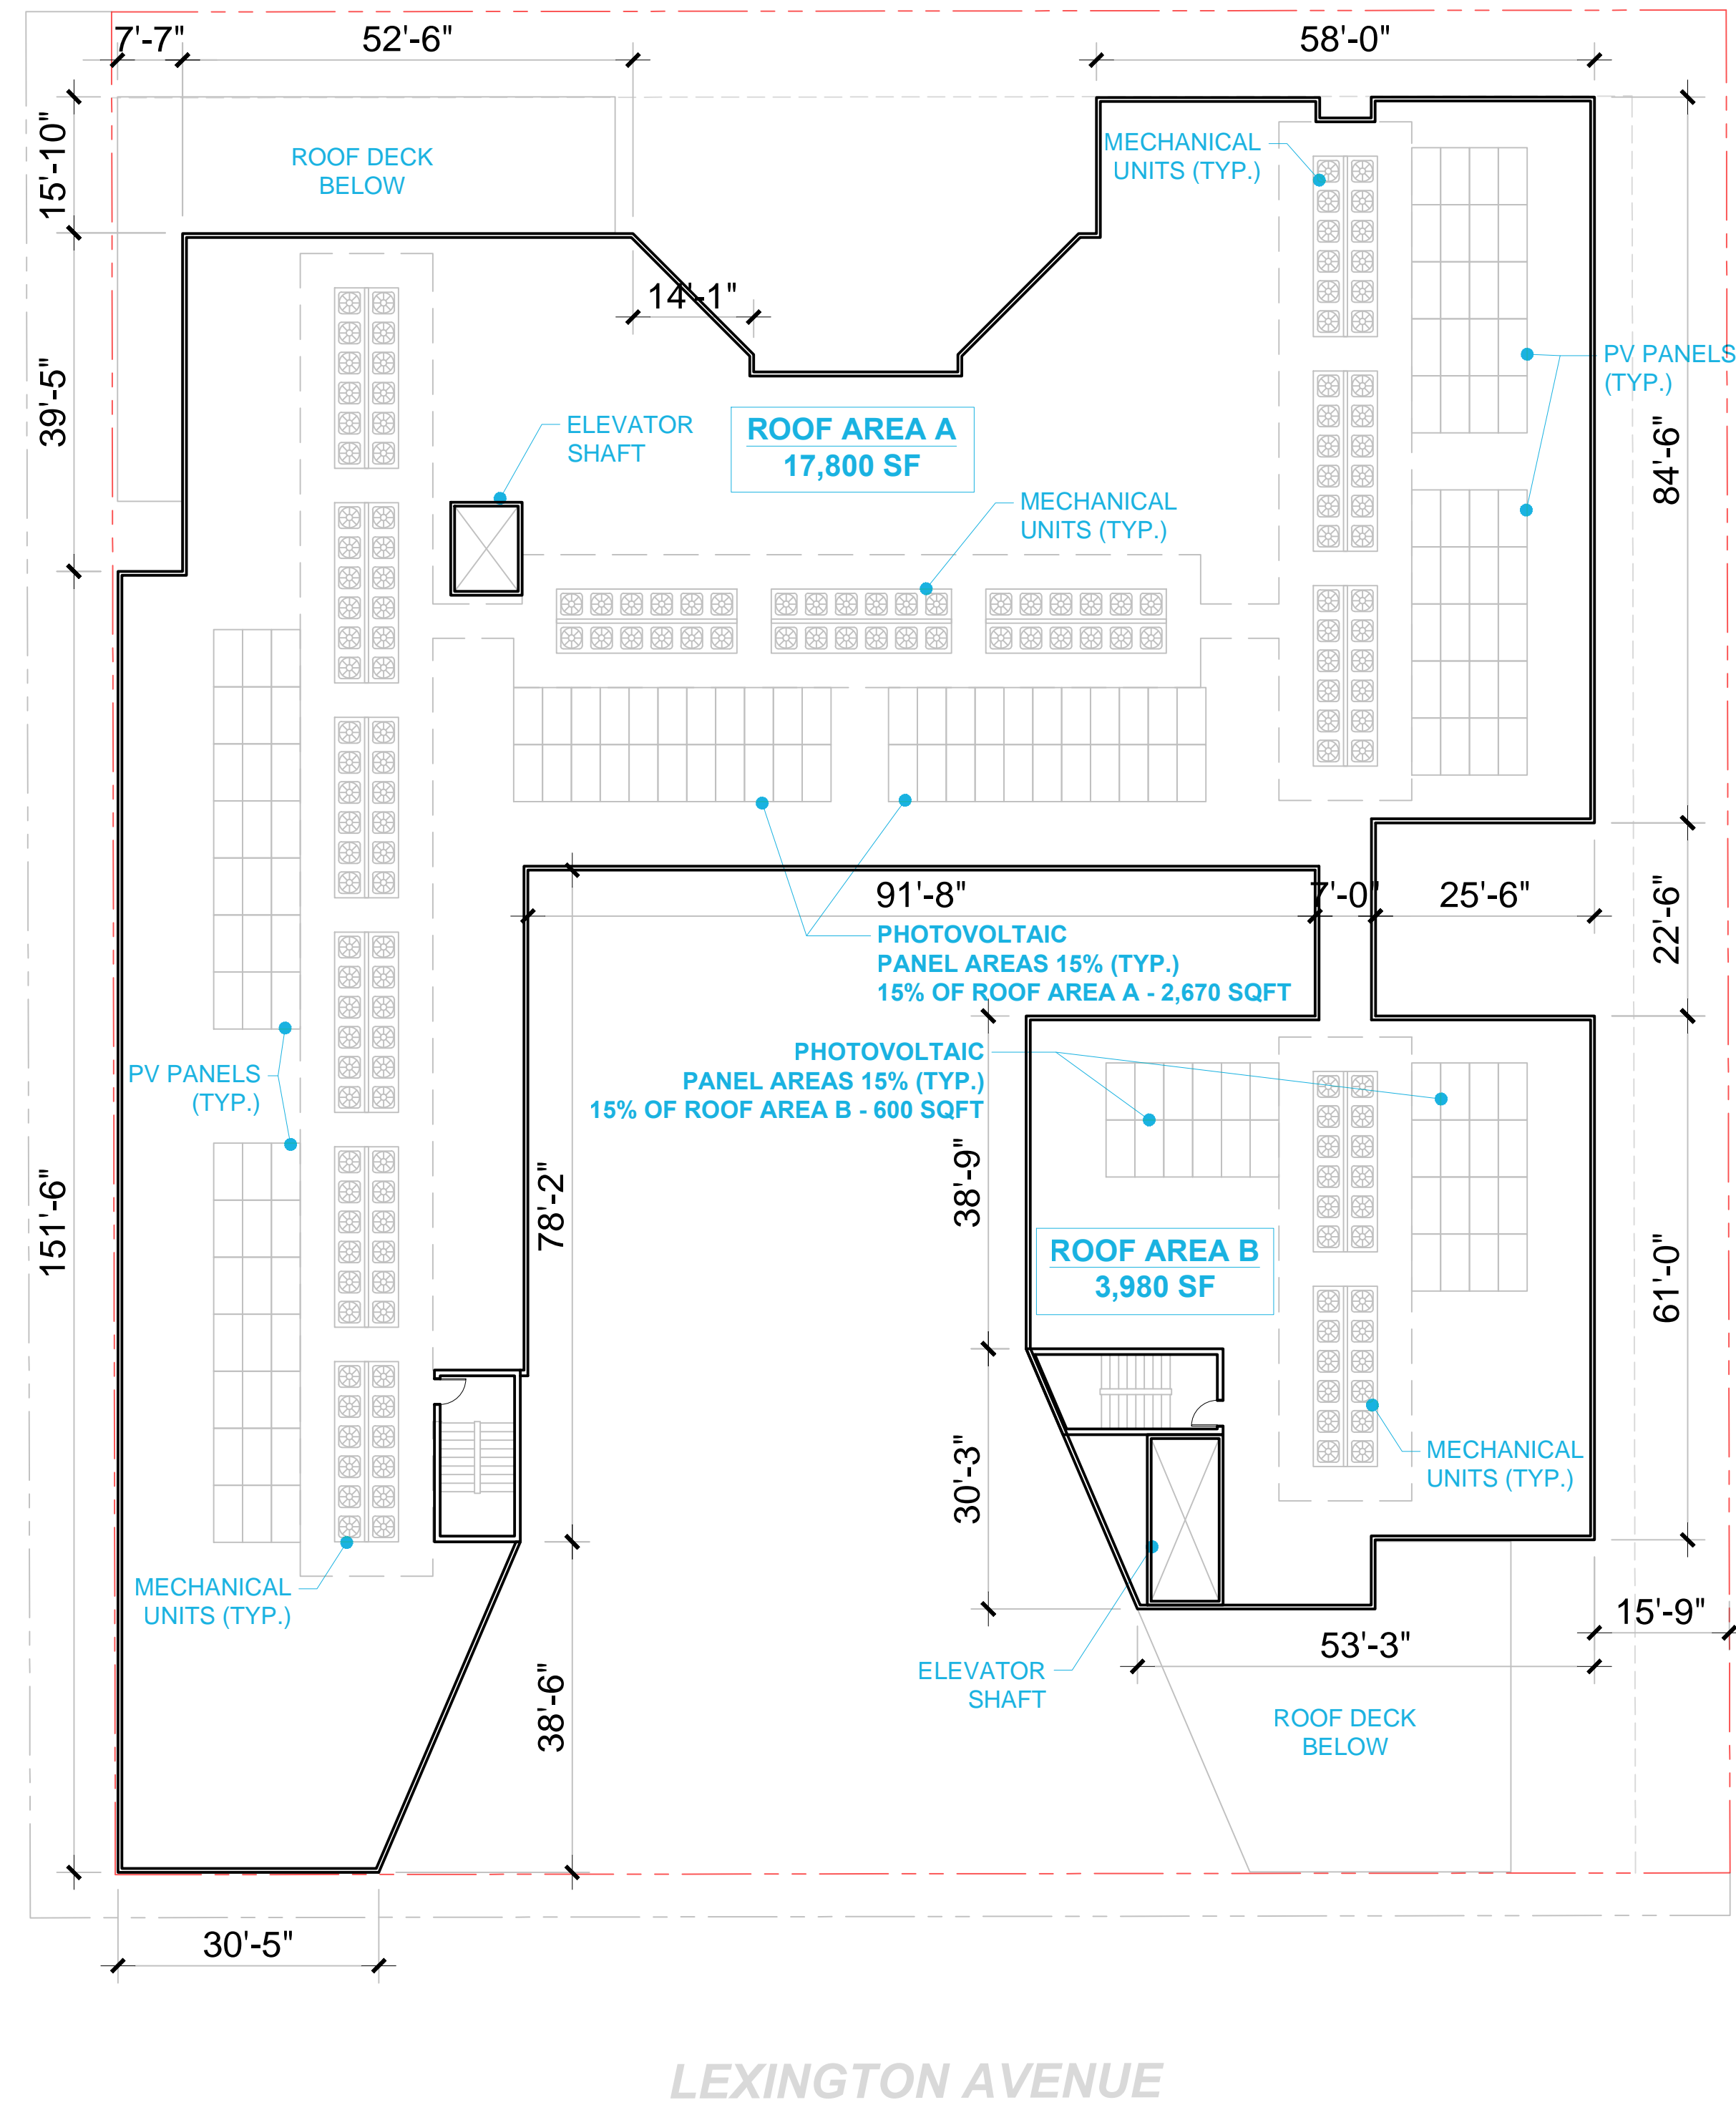 7'-7"
52'-6"
58'-0"
15'-10"
ROOF DECK
BELOW
MECHANICAL
UNITS (TYP.)
14'-1"
39'-5"
PV PANELS
(TYP.)
ELEVATOR
SHAFT
ROOF AREA A
17,800 SF
84'-6"
MECHANICAL
UNITS (TYP.)
91'-8"
7'-0"
25'-6"
22'-6"
PHOTOVOLTAIC
PANEL AREAS 15% (TYP.)
15% OF ROOF AREA A - 2,670 SQFT
PHOTOVOLTAIC
PANEL AREAS 15% (TYP.)
15% OF ROOF AREA B - 600 SQFT
PV PANELS
(TYP.)
151'-6"
78'-2"
38'-9"
ROOF AREA B
3,980 SF
61'-0"
30'-3"
MECHANICAL
UNITS (TYP.)
MECHANICAL
UNITS (TYP.)
15'-9"
53'-3"
ELEVATOR
SHAFT
38'-6"
ROOF DECK
BELOW
30'-5"
LEXINGTON AVENUE